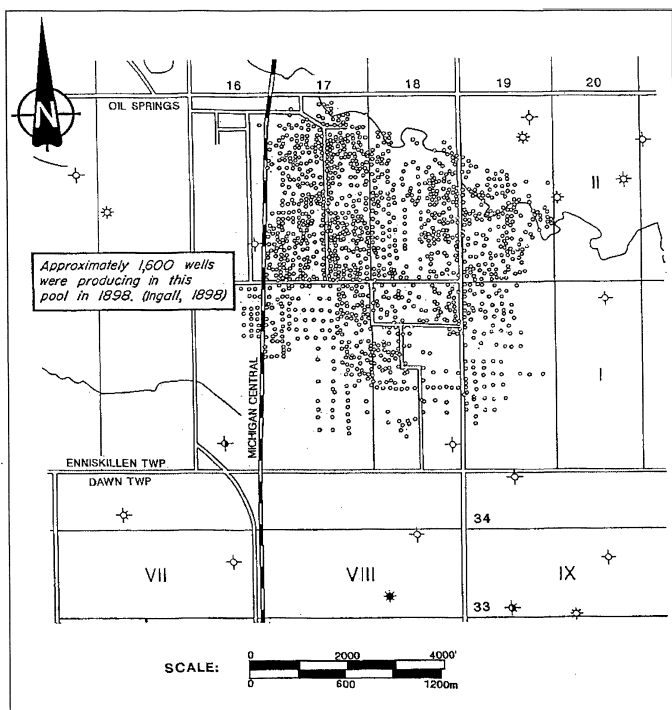 N
16 17 18 19 20
OIL SPRINGS
II
Approximately 1,600 wells
were producing in this
pool in 1898. (Ingall, 1898)
MICHIGAN CENTRAL
I
ENNISKILLEN TWP
DAWN TWP
34
VII VIII IX
33
SCALE:
0 2000 4000'
0 600 1200m